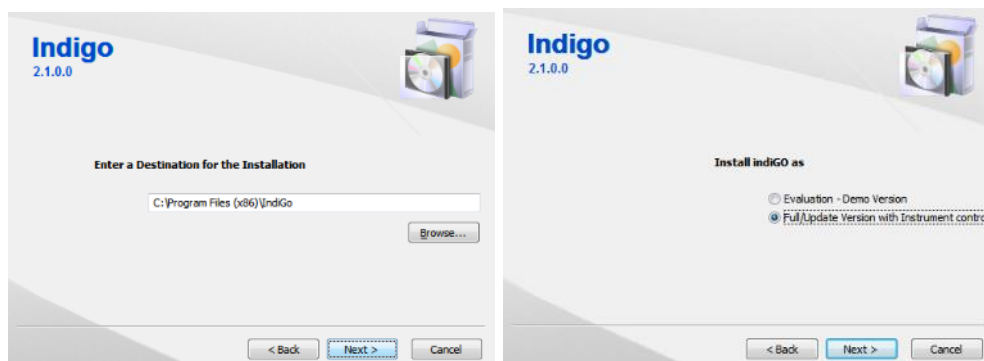 Indigo
2.1.0.0
Enter a Destination for the Installation
C:\Program Files (x86)\IndiGo
Browse...
< Back
Next >
Cancel
Indigo
2.1.0.0
Install indiGO as
Evaluation - Demo Version
Full/Update Version with Instrument contro
< Back
Next >
Cancel